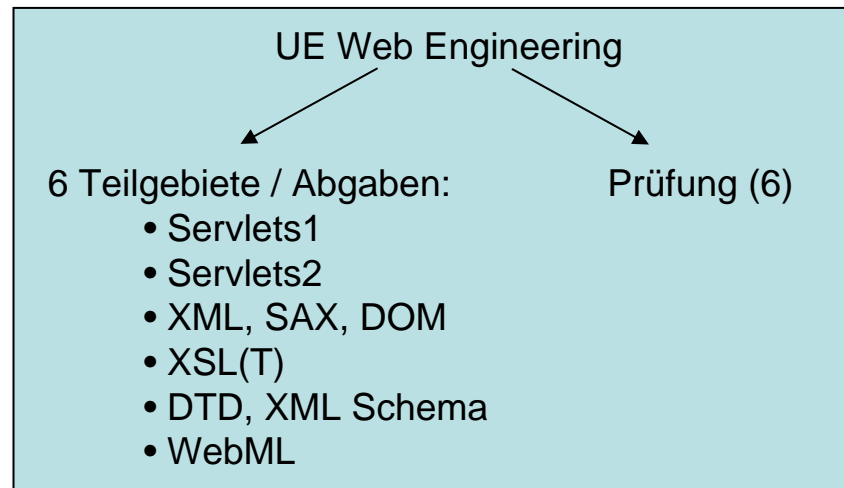 UE Web Engineering
6 Teilgebiete / Abgaben:
Prüfung (6)
• Servlets1
• Servlets2
• XML, SAX, DOM
• XSL(T)
• DTD, XML Schema
• WebML